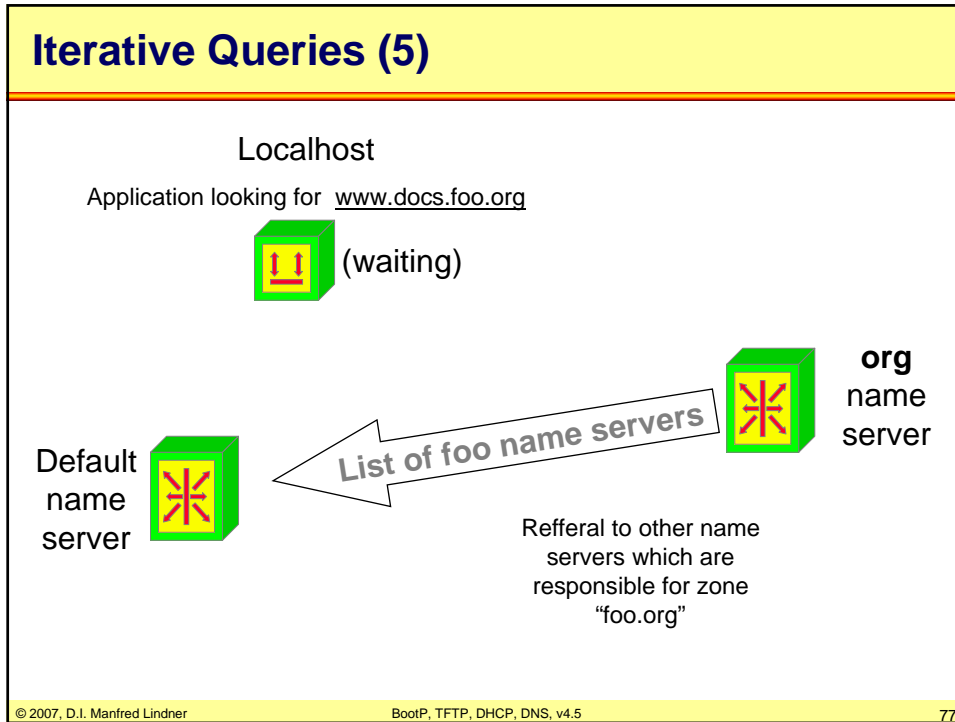 Iterative Queries (5)
Localhost
Application looking for www.docs.foo.org
(waiting)
org
name
server
List of foo name servers
Default
name
server
Refferal to other name
servers which are
responsible for zone
“foo.org”
© 2007, D.I. Manfred Lindner
BootP, TFTP, DHCP, DNS, v4.5
77